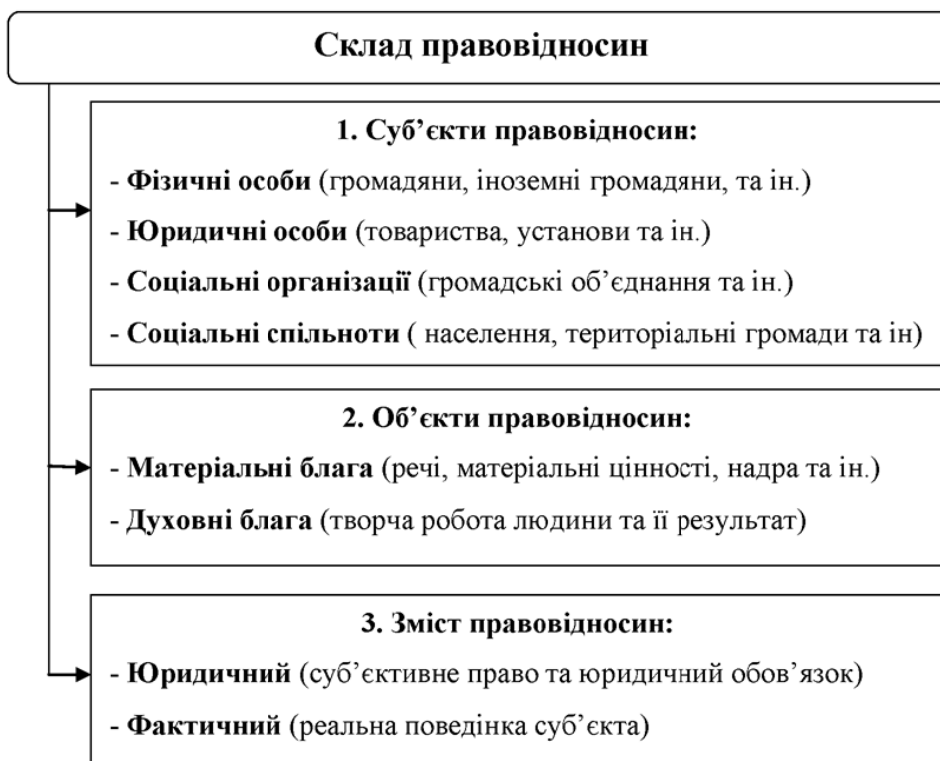 Склад правовідносин
1. Суб’єкти правовідносин:
- Фізичні особи (громадяни, іноземні громадяни, та ін.)
- Юридичні особи (товариства, установи та ін.)
- Соціальні організації (громадські об’єднання та ін.)
- Соціальні спільноти ( населення, територіальні громади та ін)
2. Об’єкти правовідносин:
- Матеріальні блага (речі, матеріальні цінності, надра та ін.)
- Духовні блага (творча робота людини та її результат)
3. Зміст правовідносин:
- Юридичний (суб’єктивне право та юридичний обов’язок)
- Фактичний (реальна поведінка суб’єкта)